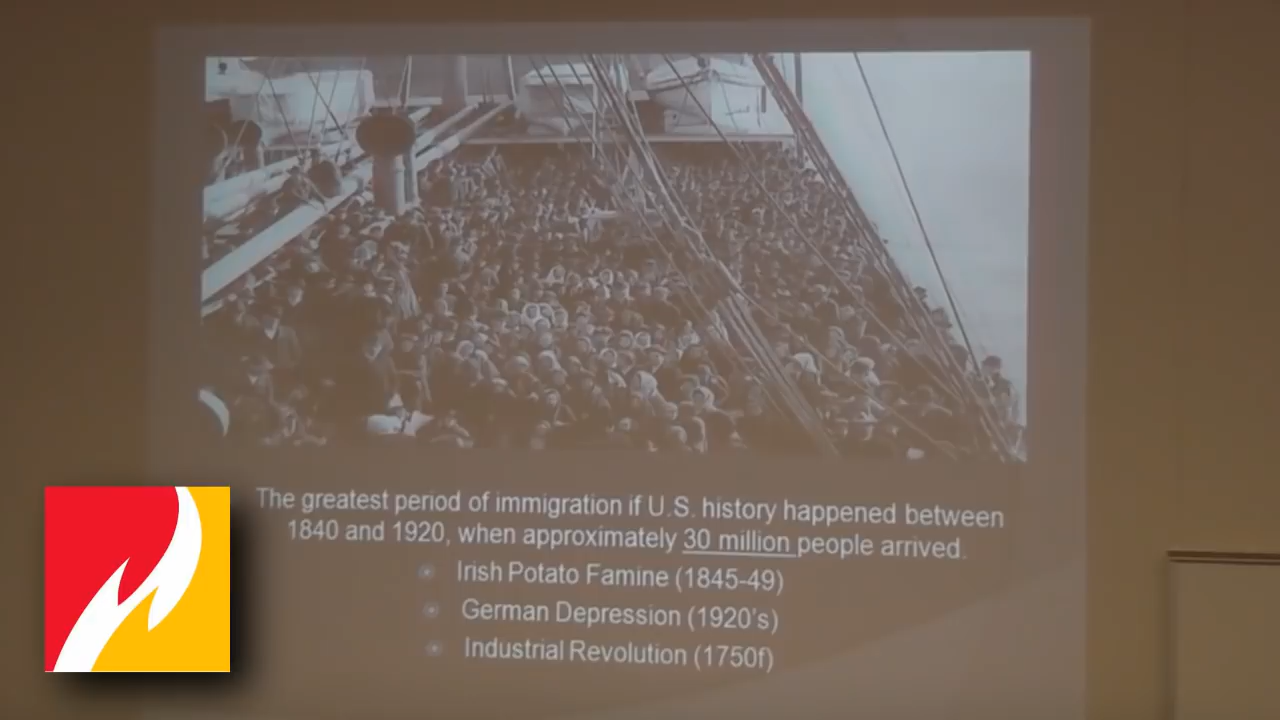 The greatest period of immigration if U.S. history happened between
1840 and 1920, when approximately 30 million people arrived.
Irish Potato Famine (1845-49)
German Depression (1920's)
Industrial Revolution (1750f)